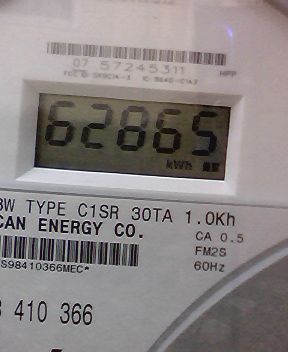 07 57245311
HPP
62865
kWh
3W TYPE C1SR 30TA 1.0Kh
CAN ENERGY CO.
CA 0.5
FM2S
60Hz
S98410366MEC*
410 366